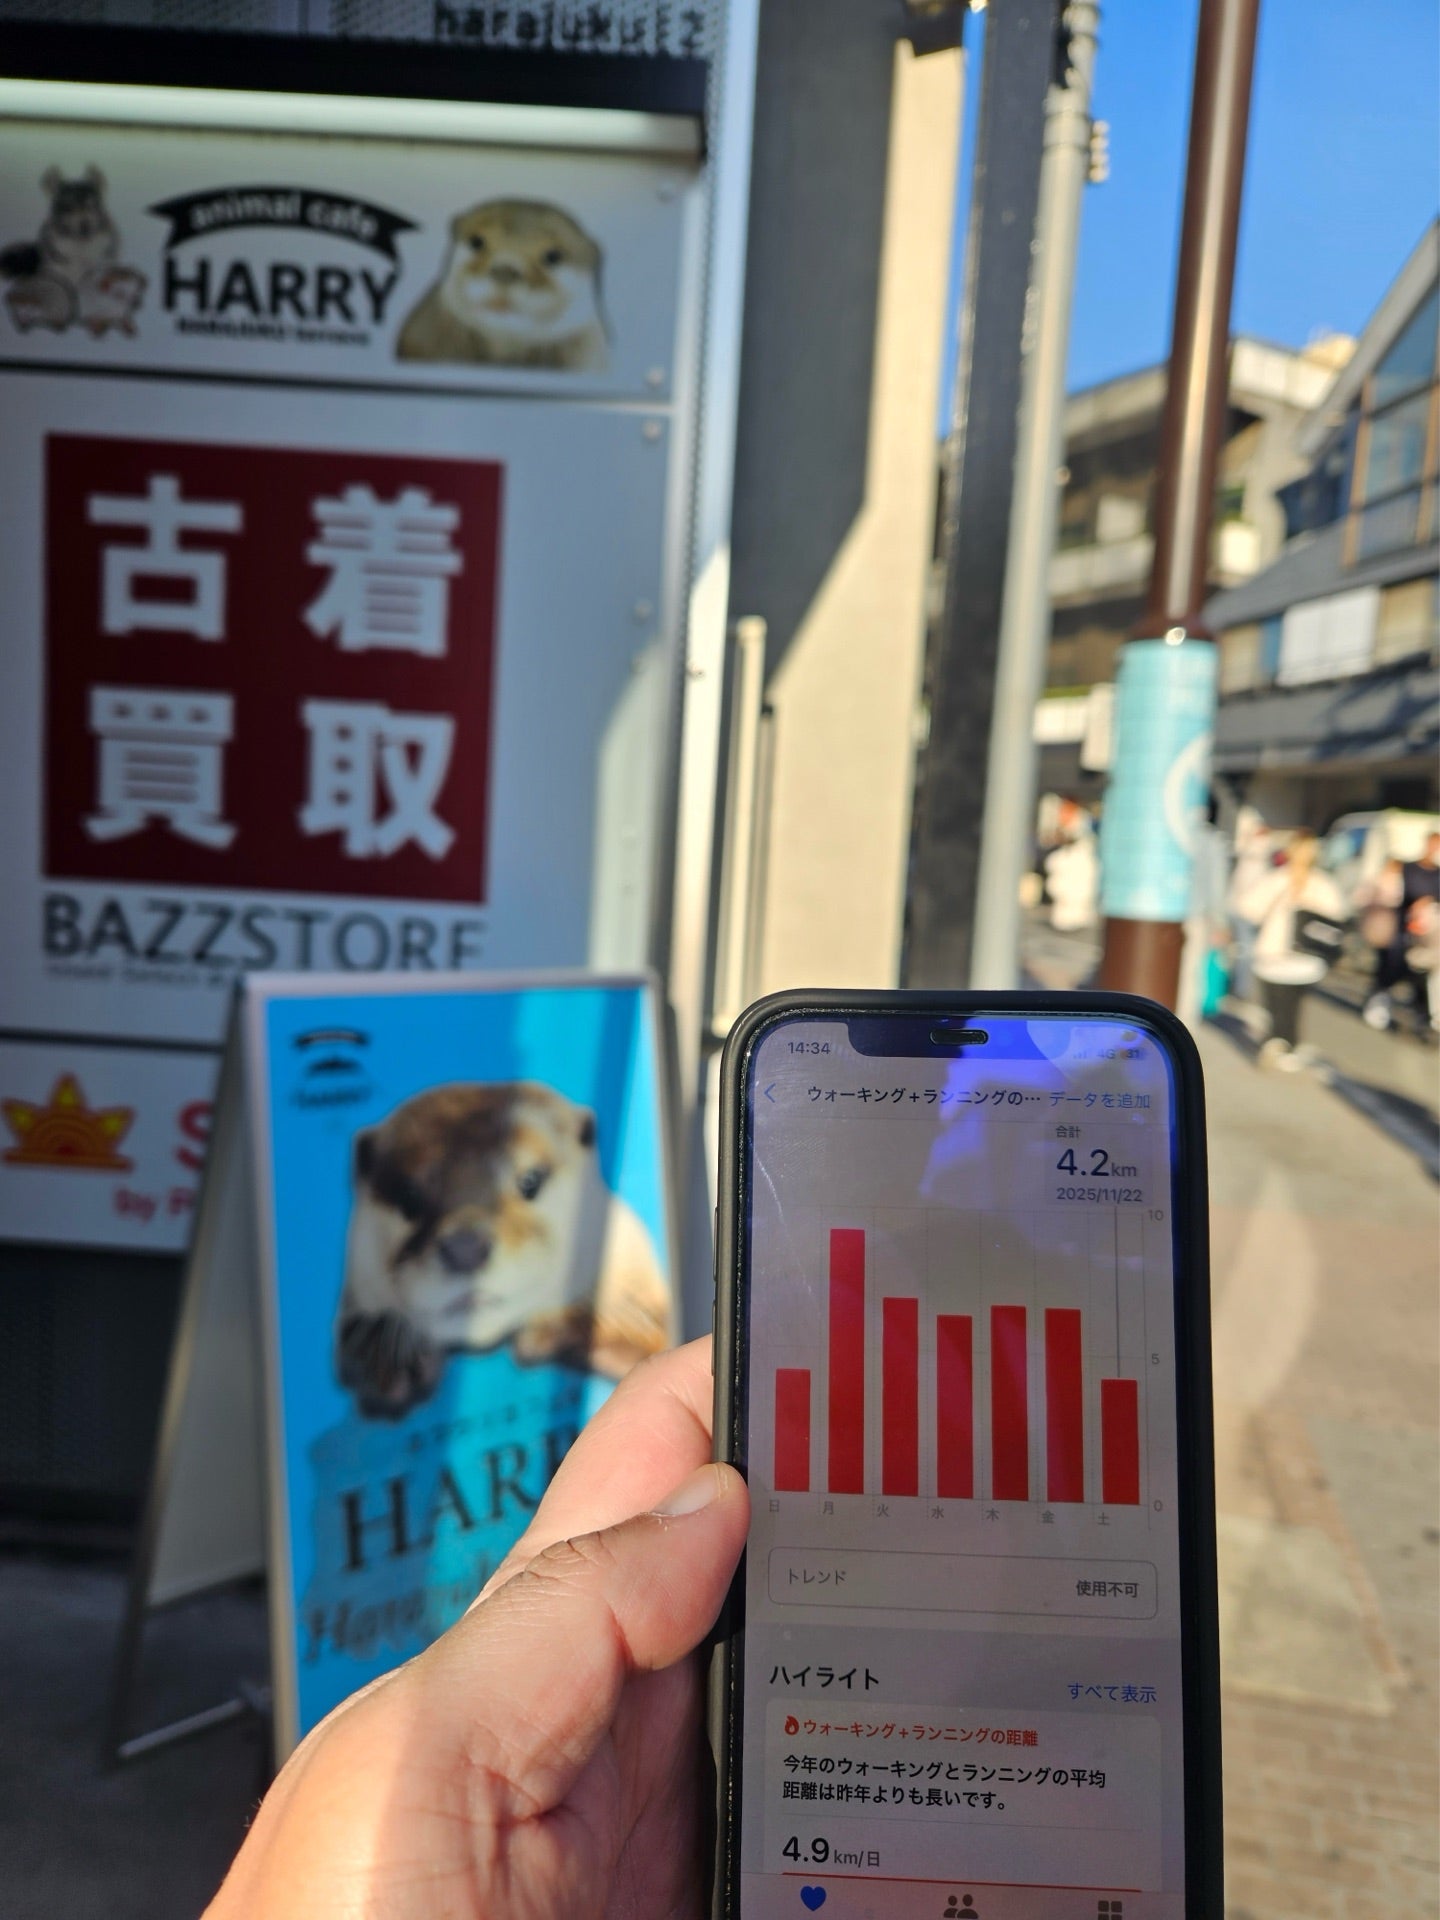 harajuku
animal cafe
HARRY
HARAJUKU terrace
古着
買取
BAZZSTORE
S
by
HARR
14:34
4G
31
ウォーキング+ランニングの… データを追加
合計
4.2km
2025/11/22
10
5
0
日 月 火 水 木 金 土
トレンド
使用不可
ハイライト
すべて表示
ウォーキング+ランニングの距離
今年のウォーキングとランニングの平均
距離は昨年よりも長いです。
4.9km/日